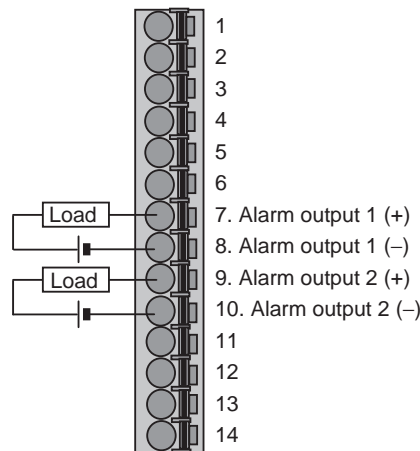 1
2
3
4
5
6
Load 7. Alarm output 1 (+)
8. Alarm output 1 (−)
Load 9. Alarm output 2 (+)
10. Alarm output 2 (−)
11
12
13
14